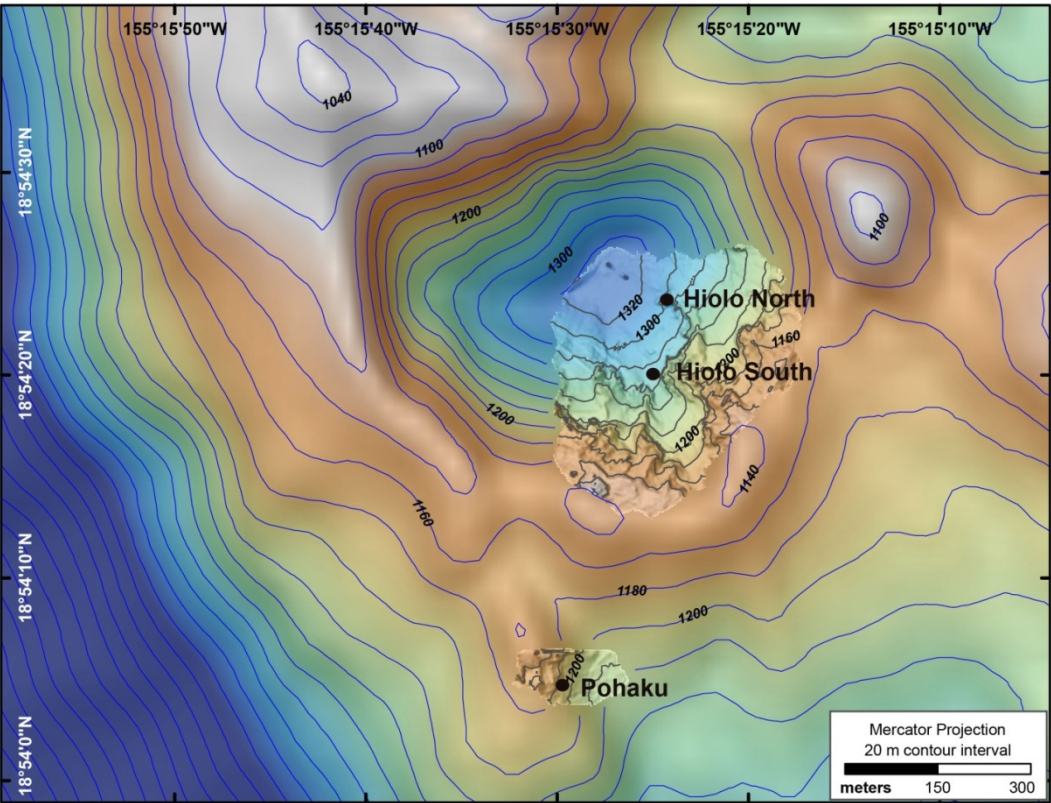 155°15'50"W
155°15'40"W
155°15'30"W
155°15'20"W
155°15'10"W
18°54'30"N
18°54'20"N
18°54'10"N
18°54'0"N
1040
1100
1200
1100
1300
1320
Hiolo North
1300
1160
1200
Hiolo South
1200
1200
1140
1160
1180
1200
1200
Pohaku
Mercator Projection
20 m contour interval
meters 150 300